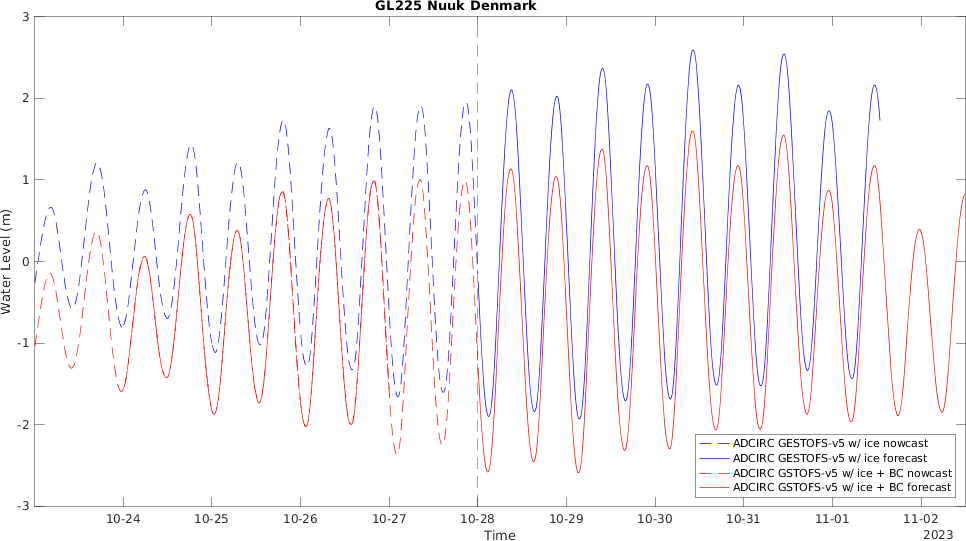 GL225 Nuuk Denmark
3
2
1
0
-1
-2
-3
Water Level (m)
ADCIRC GESTOFS-v5 w/ ice nowcast
ADCIRC GESTOFS-v5 w/ ice forecast
ADCIRC GSTOFS-v5 w/ ice + BC nowcast
ADCIRC GSTOFS-v5 w/ ice + BC forecast
10-24 10-25 10-26 10-27 10-28 10-29 10-30 10-31 11-01 11-02
Time
2023